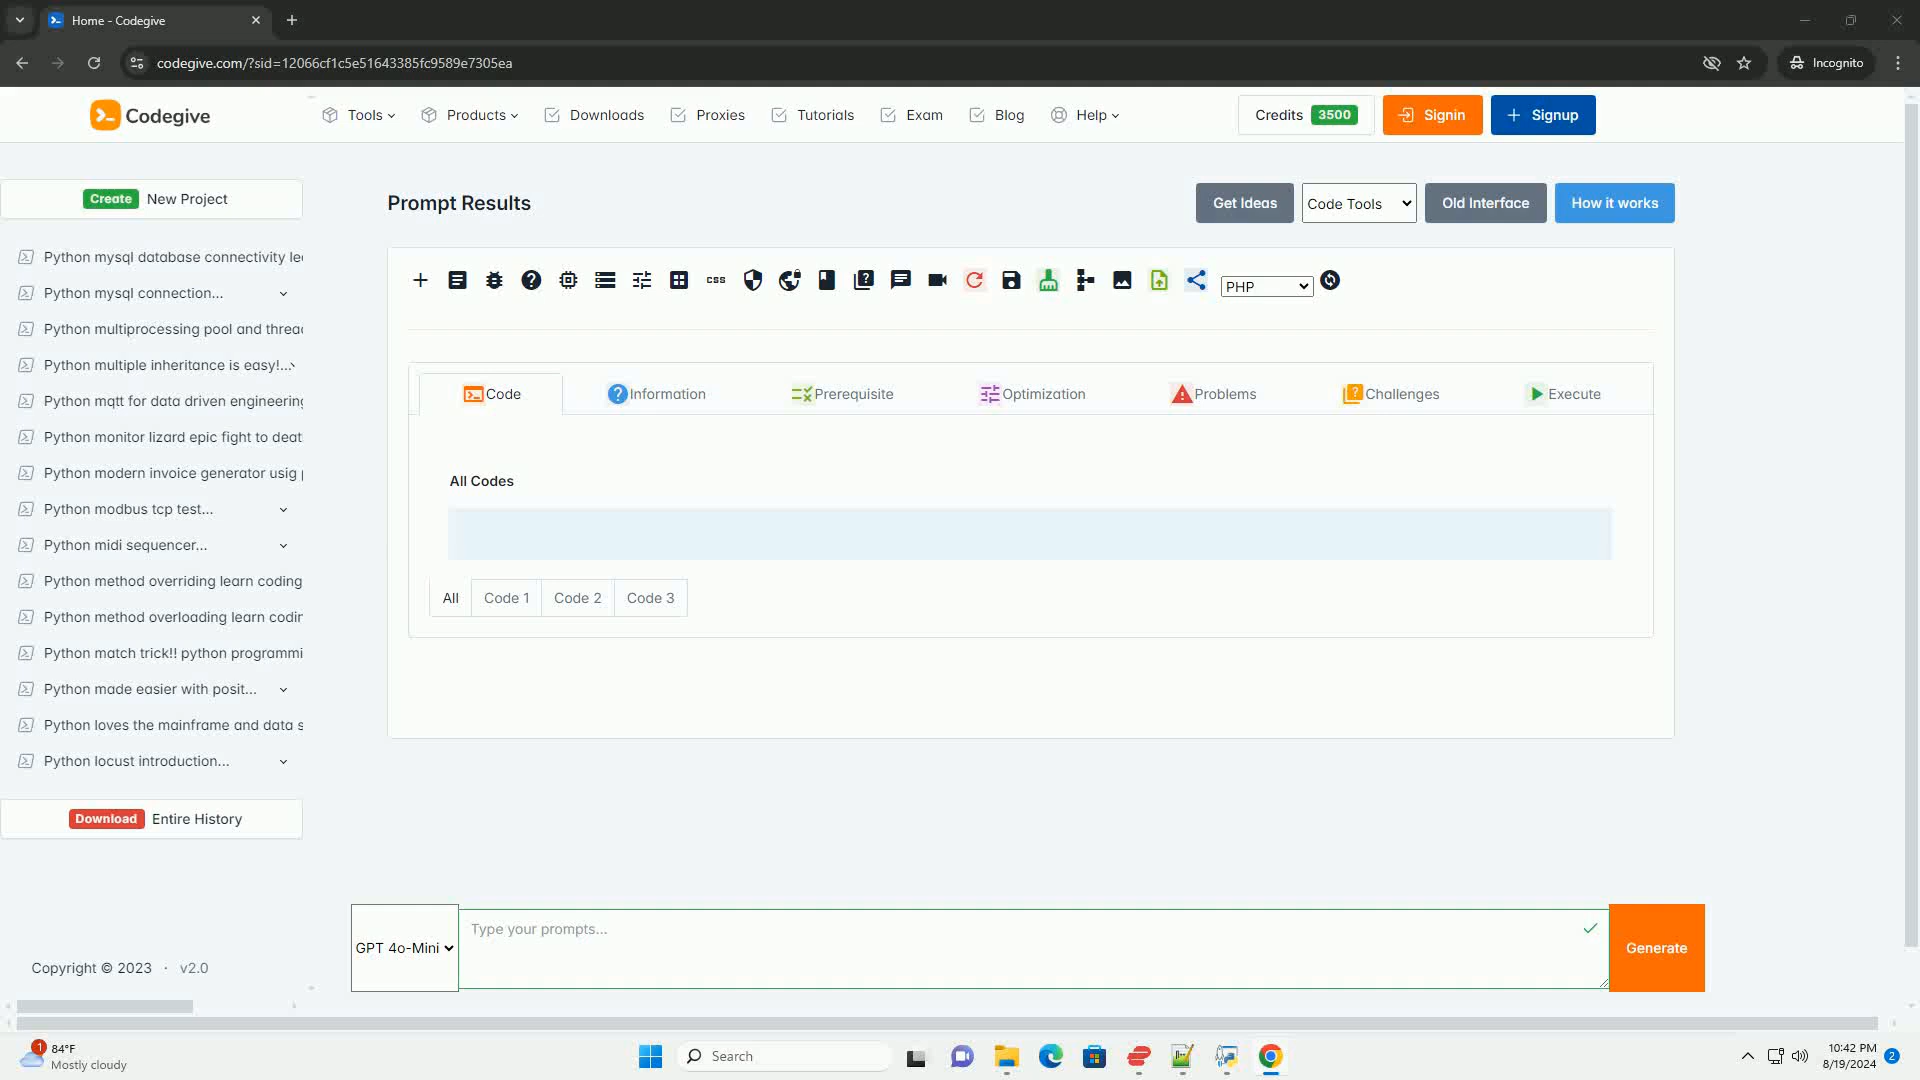 Home - Codegive
codegive.com/?sid=12066cf1c5e51643385fc9589e7305ea
Incognito
Codegive
Tools
Products
Downloads
Proxies
Tutorials
Exam
Blog
Help
Credits 3500
Signin
Signup
Create New Project
Python mysql database connectivity le
Python mysql connection...
Python multiprocessing pool and threa
Python multiple inheritance is easy!...
Python mqtt for data driven engineering
Python monitor lizard epic fight to deat
Python modern invoice generator usig
Python modbus tcp test...
Python midi sequencer...
Python method overriding learn coding
Python method overloading learn codin
Python match trick!! python programmi
Python made easier with posit...
Python loves the mainframe and data s
Python locust introduction...
Download Entire History
Copyright © 2023 · v2.0
Prompt Results
Get Ideas
Code Tools
Old Interface
How it works
css
PHP
Code
Information
Prerequisite
Optimization
Problems
Challenges
Execute
All Codes
All
Code 1
Code 2
Code 3
GPT 4o-Mini
Type your prompts...
Generate
1
84°F
Mostly cloudy
Search
10:42 PM
8/19/2024
2